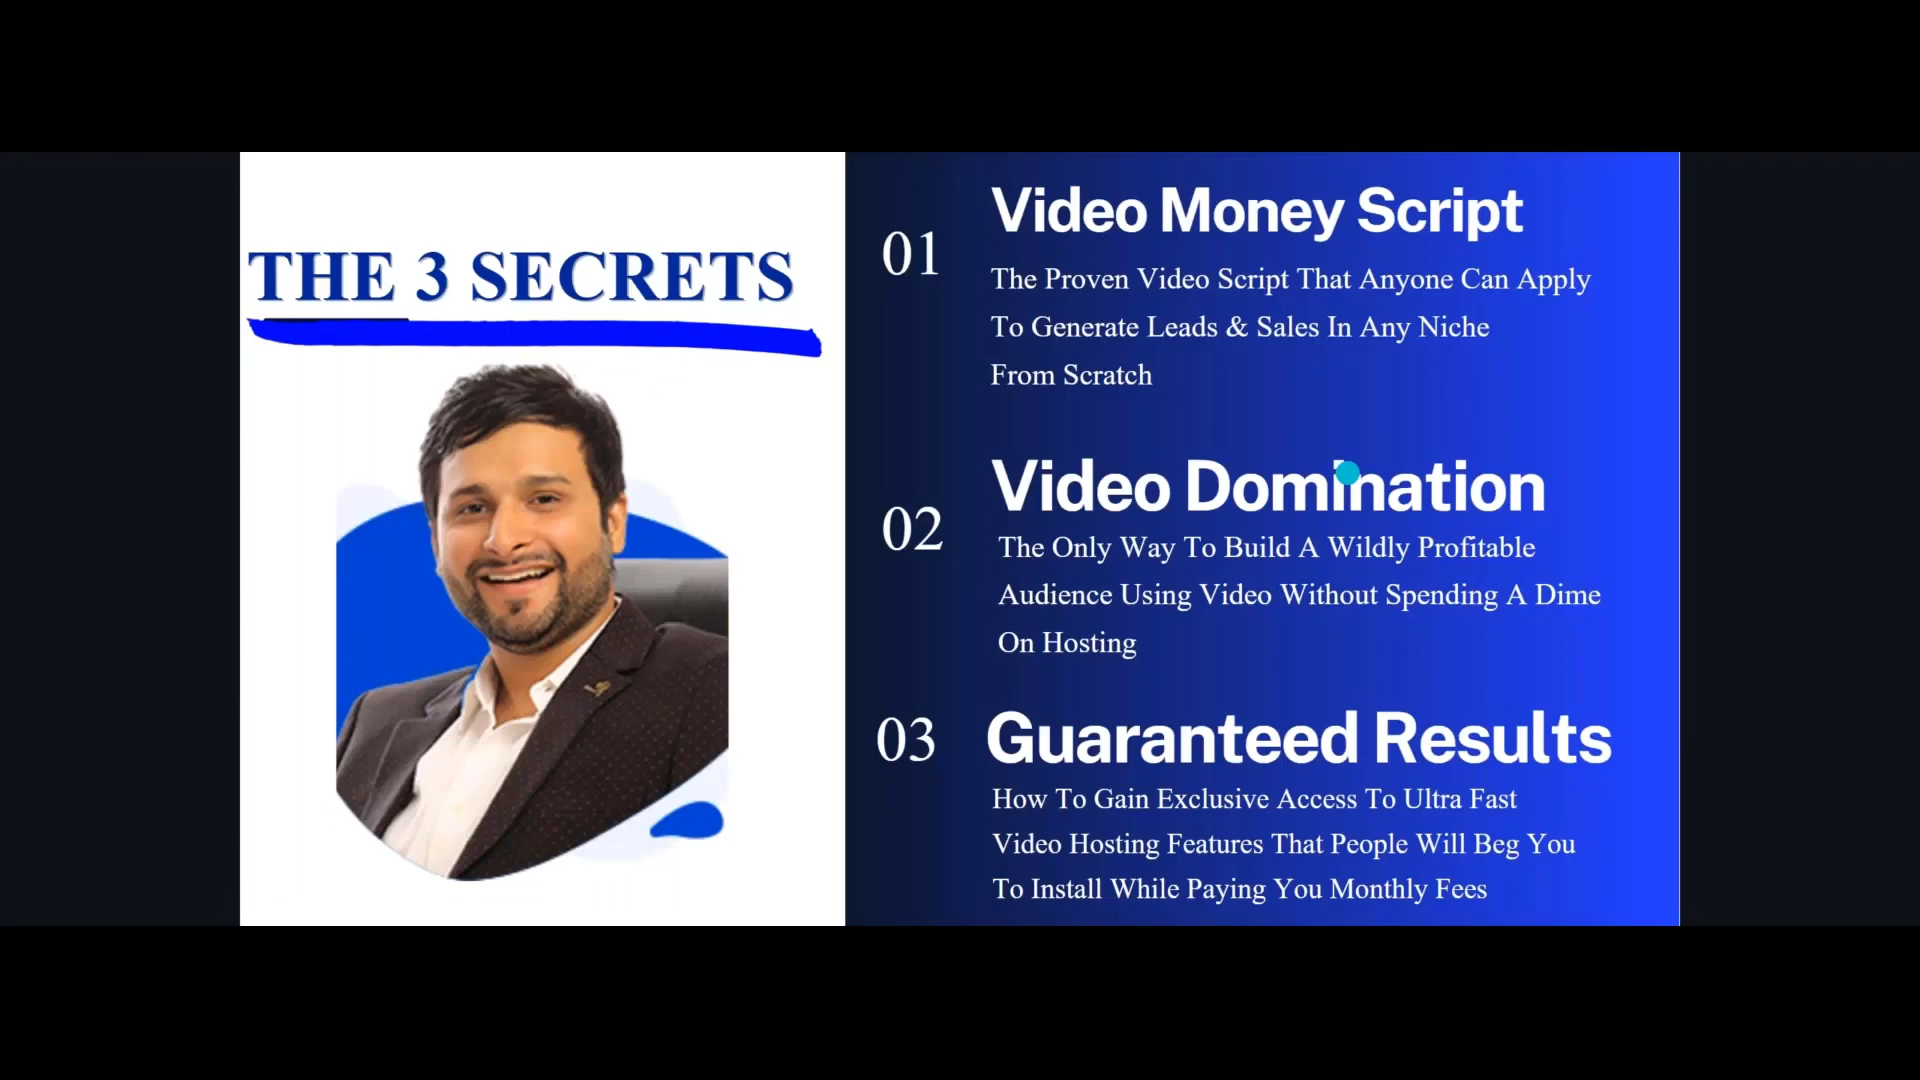 THE 3 SECRETS
01
Video Money Script
The Proven Video Script That Anyone Can Apply
To Generate Leads & Sales In Any Niche
From Scratch
02
Video Domination
The Only Way To Build A Wildly Profitable
Audience Using Video Without Spending A Dime
On Hosting
03
Guaranteed Results
How To Gain Exclusive Access To Ultra Fast
Video Hosting Features That People Will Beg You
To Install While Paying You Monthly Fees